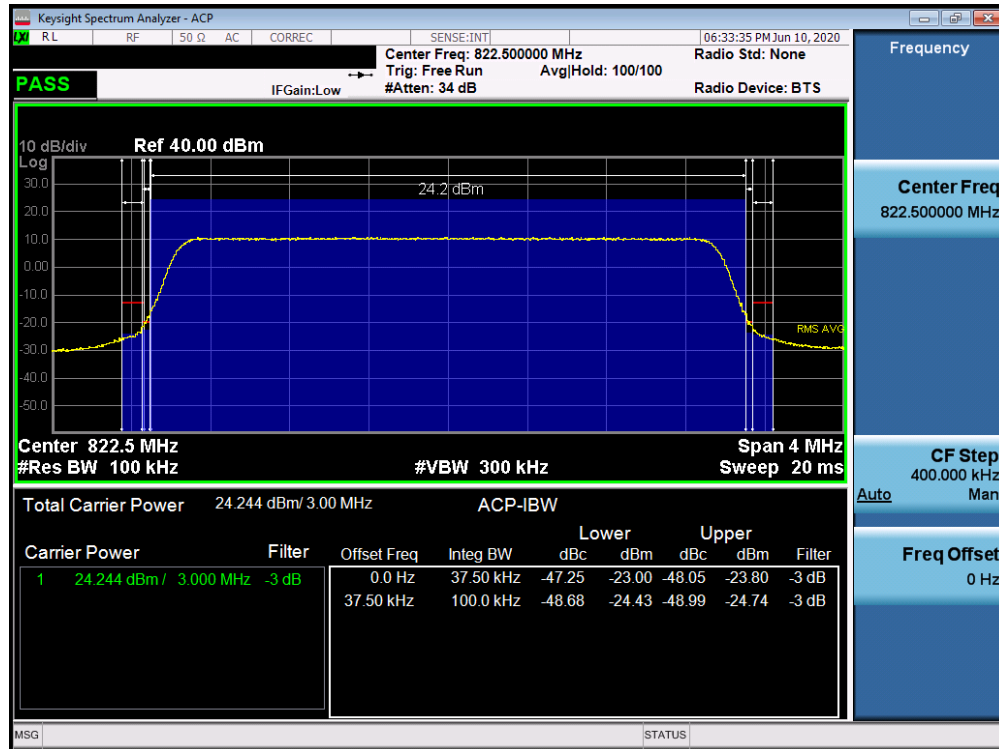 Keysight Spectrum Analyzer - ACP
LXI RL RF 50 Ω AC CORREC SENSE:INT 06:33:35 PM Jun 10, 2020
Center Freq: 822.500000 MHz Radio Std: None
Trig: Free Run Avg|Hold: 100/100
PASS IFGain:Low #Atten: 34 dB Radio Device: BTS
10 dB/div Ref 40.00 dBm
Log
30.0
24.2 dBm
20.0
10.0
0.00
-10.0
-20.0
RMS AVG
-30.0
-40.0
-50.0
Center 822.5 MHz Span 4 MHz
#Res BW 100 kHz #VBW 300 kHz Sweep 20 ms
Total Carrier Power 24.244 dBm/ 3.00 MHz ACP-IBW
Lower Upper
Carrier Power Filter Offset Freq Integ BW dBc dBm dBc dBm Filter
1 24.244 dBm / 3.000 MHz -3 dB 0.0 Hz 37.50 kHz -47.25 -23.00 -48.05 -23.80 -3 dB
37.50 kHz 100.0 kHz -48.68 -24.43 -48.99 -24.74 -3 dB
MSG STATUS
Frequency
Center Freq
822.500000 MHz
CF Step
400.000 kHz
Auto Man
Freq Offset
0 Hz